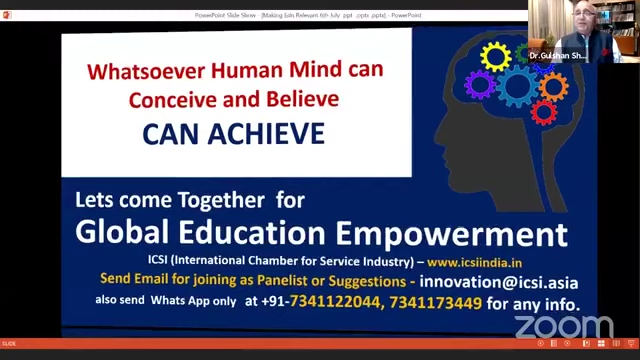 PowerPoint Slide Show - [Making Edn Relevant 6th July .ppt .pptx .pptx] - PowerPoint
Dr.Gulshan Sh...
Whatsoever Human Mind can
Conceive and Believe
CAN ACHIEVE
Lets come Together for
Global Education Empowerment
ICSI (International Chamber for Service Industry) – www.icsiindia.in
Send Email for joining as Panelist or Suggestions - innovation@icsi.asia
also send Whats App only at +91-7341122044, 7341173449 for any info.
zoom
SLIDE